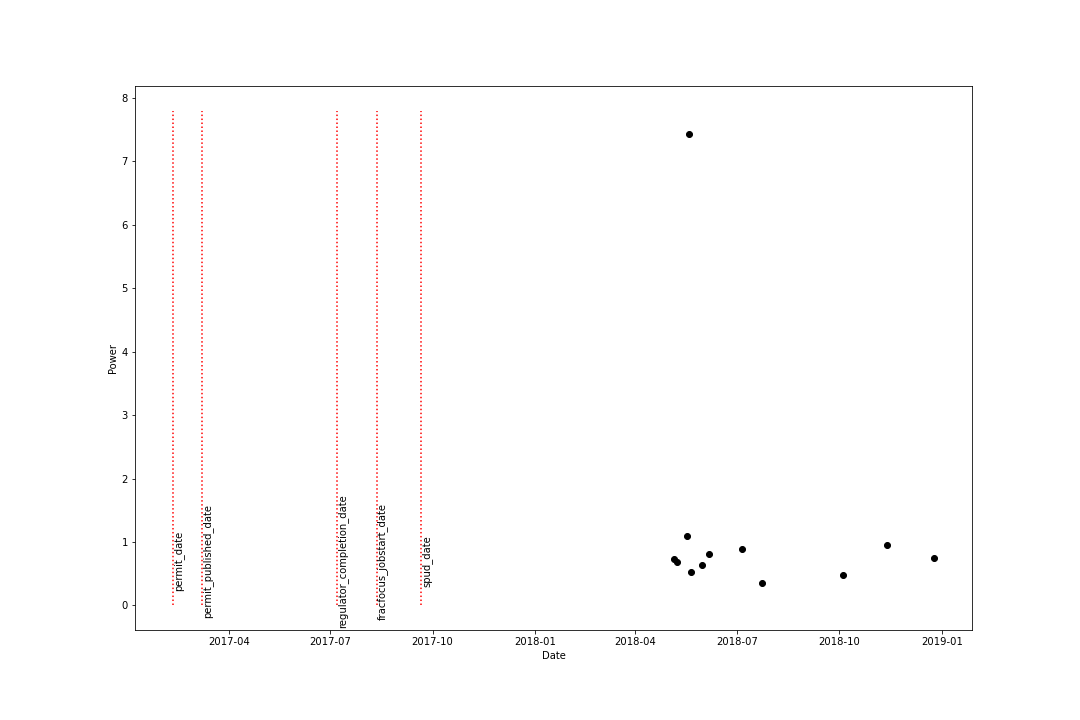 8
7
6
5
4
3
2
1
0
Power
permit_date
permit_published_date
regulator_completion_date
fracfocus_jobstart_date
spud_date
2017-04
2017-07
2017-10
2018-01
2018-04
2018-07
2018-10
2019-01
Date